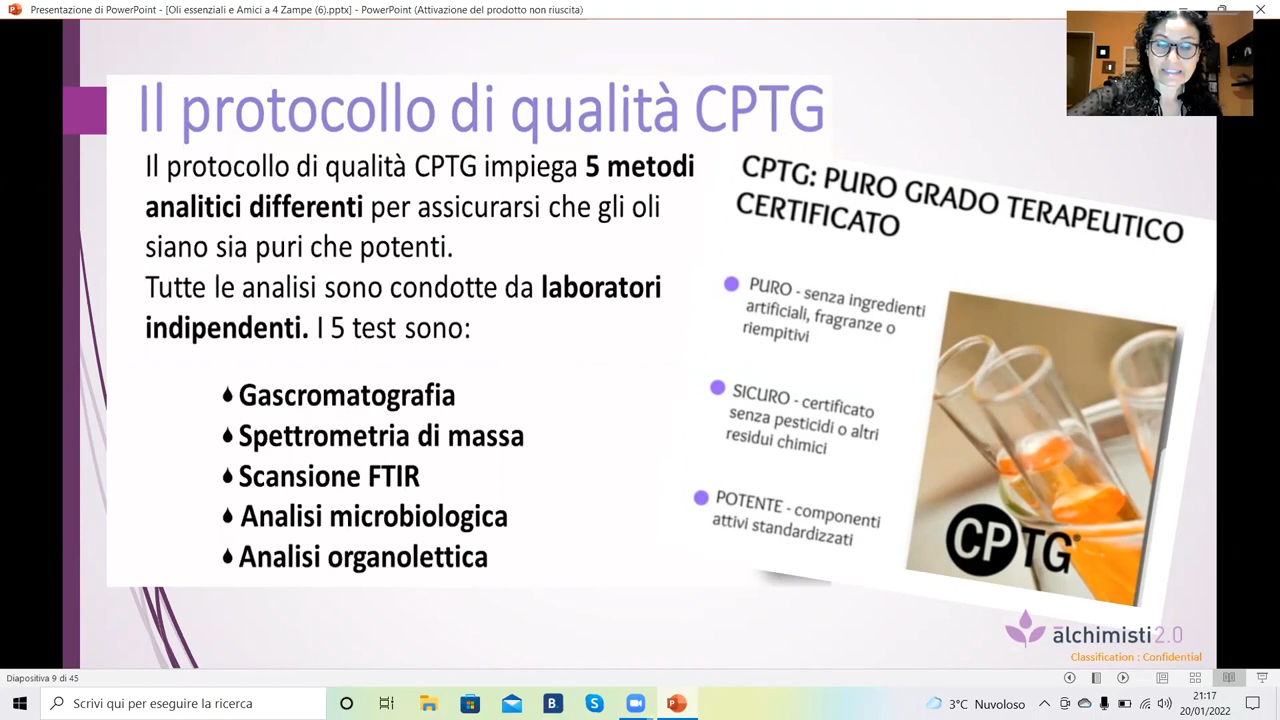 Presentazione di PowerPoint - [Oli essenziali e Amici a 4 Zampe (6).pptx] - PowerPoint (Attivazione del prodotto non riuscita)
Il protocollo di qualità CPTG
Il protocollo di qualità CPTG impiega 5 metodi
analitici differenti per assicurarsi che gli oli
siano sia puri che potenti.
Tutte le analisi sono condotte da laboratori
indipendenti. I 5 test sono:
Gascromatografia
Spettrometria di massa
Scansione FTIR
Analisi microbiologica
Analisi organolettica
CPTG: PURO GRADO TERAPEUTICO
CERTIFICATO
PURO - senza ingredienti
artificiali, fragranze o
riempitivi
SICURO - certificato
senza pesticidi o altri
residui chimici
POTENTE - componenti
attivi standardizzati
CPTG®
ālchimisti 2.0
Classification : Confidential
Diapositiva 9 di 45
Scrivi qui per eseguire la ricerca
B.
3°C Nuvoloso
21:17
20/01/2022